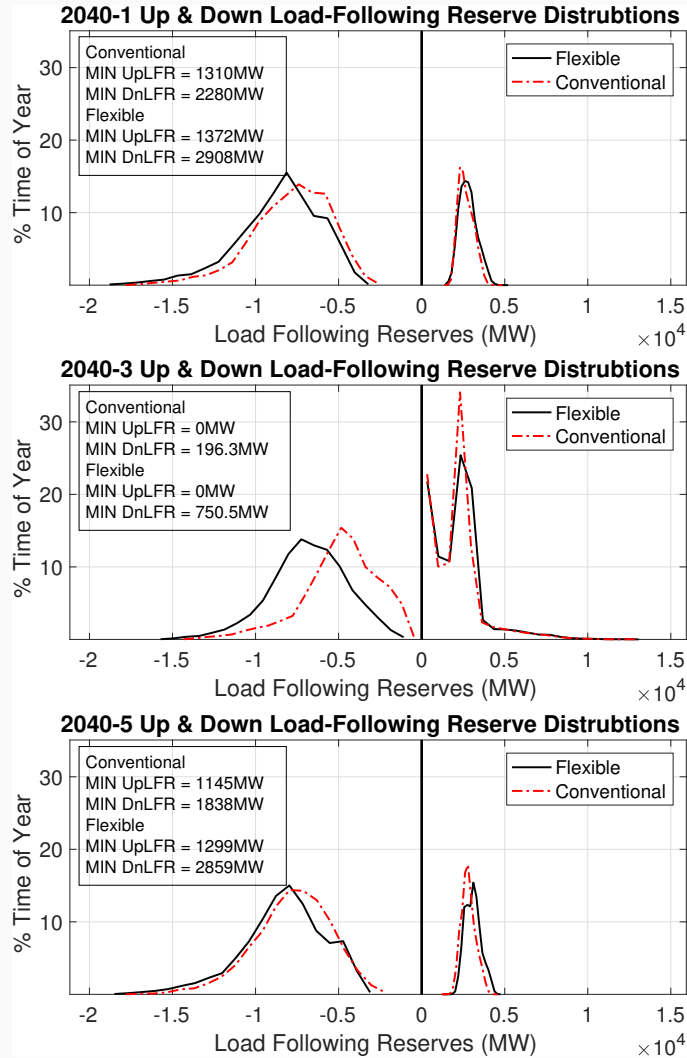 2040-1 Up & Down Load-Following Reserve Distrubtions
% Time of Year
30
20
10
Conventional
MIN UpLFR = 1310MW
MIN DnLFR = 2280MW
Flexible
MIN UpLFR = 1372MW
MIN DnLFR = 2908MW
Flexible
Conventional
-2 -1.5 -1 -0.5 0 0.5 1 1.5
Load Following Reserves (MW)
×10^4
2040-3 Up & Down Load-Following Reserve Distrubtions
% Time of Year
30
20
10
Conventional
MIN UpLFR = 0MW
MIN DnLFR = 196.3MW
Flexible
MIN UpLFR = 0MW
MIN DnLFR = 750.5MW
Flexible
Conventional
-2 -1.5 -1 -0.5 0 0.5 1 1.5
Load Following Reserves (MW)
×10^4
2040-5 Up & Down Load-Following Reserve Distrubtions
% Time of Year
30
20
10
Conventional
MIN UpLFR = 1145MW
MIN DnLFR = 1838MW
Flexible
MIN UpLFR = 1299MW
MIN DnLFR = 2859MW
Flexible
Conventional
-2 -1.5 -1 -0.5 0 0.5 1 1.5
Load Following Reserves (MW)
×10^4